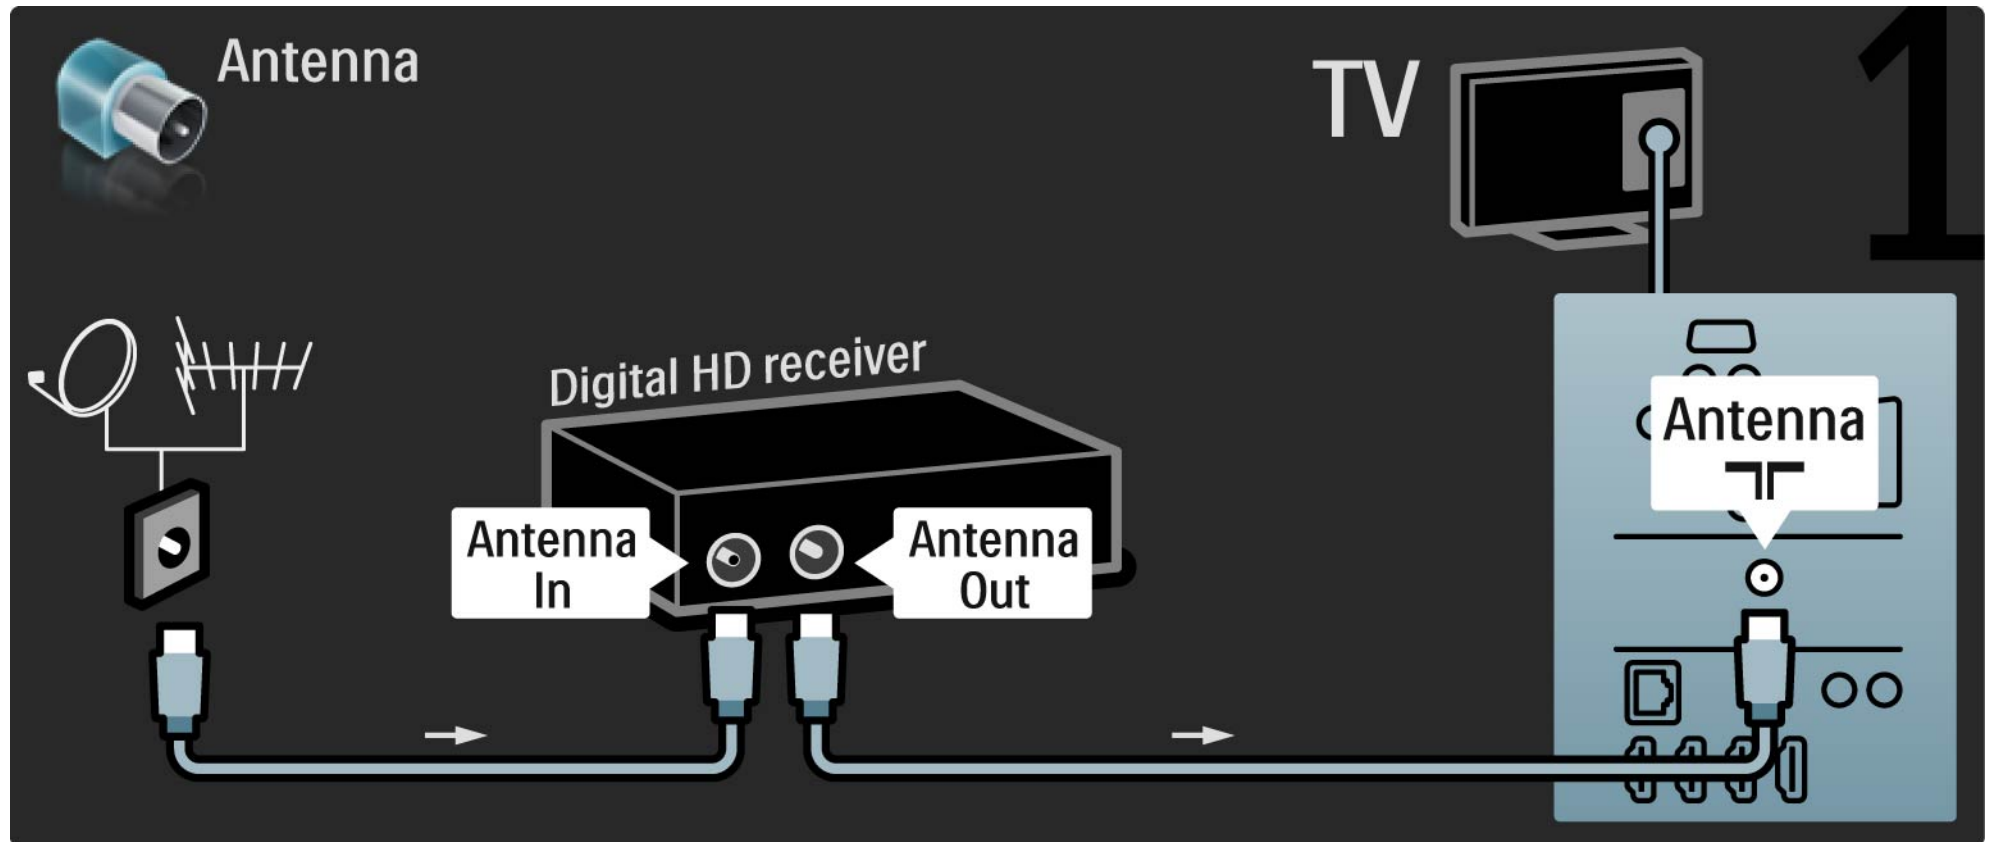 Antenna
TV
1
Digital HD receiver
Antenna
In
Antenna
Out
Antenna